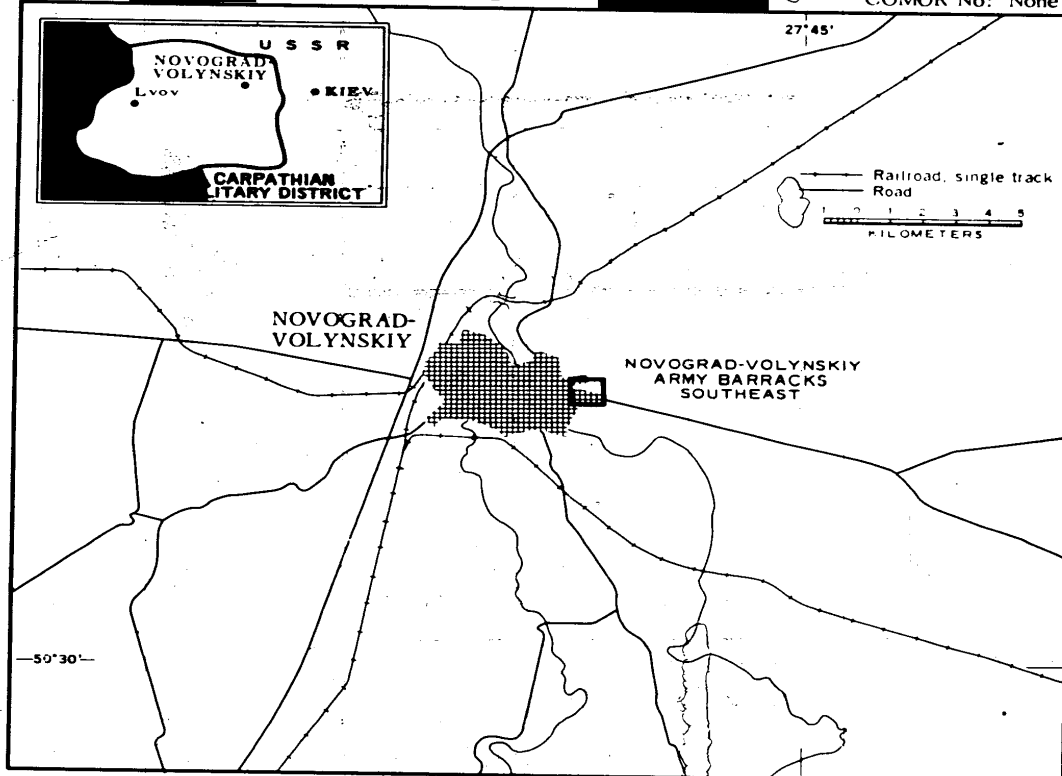 COMOR No: None
27°45'
U S S R
NOVOGRAD-
VOLYNSKIY
Lvov
KIEV
CARPATHIAN
LITARY DISTRICT
Railroad, single track
Road
1 0 1 2 3 4 5
KILOMETERS
NOVOGRAD-
VOLYNSKIY
NOVOGRAD-VOLYNSKIY
ARMY BARRACKS
SOUTHEAST
50°30'